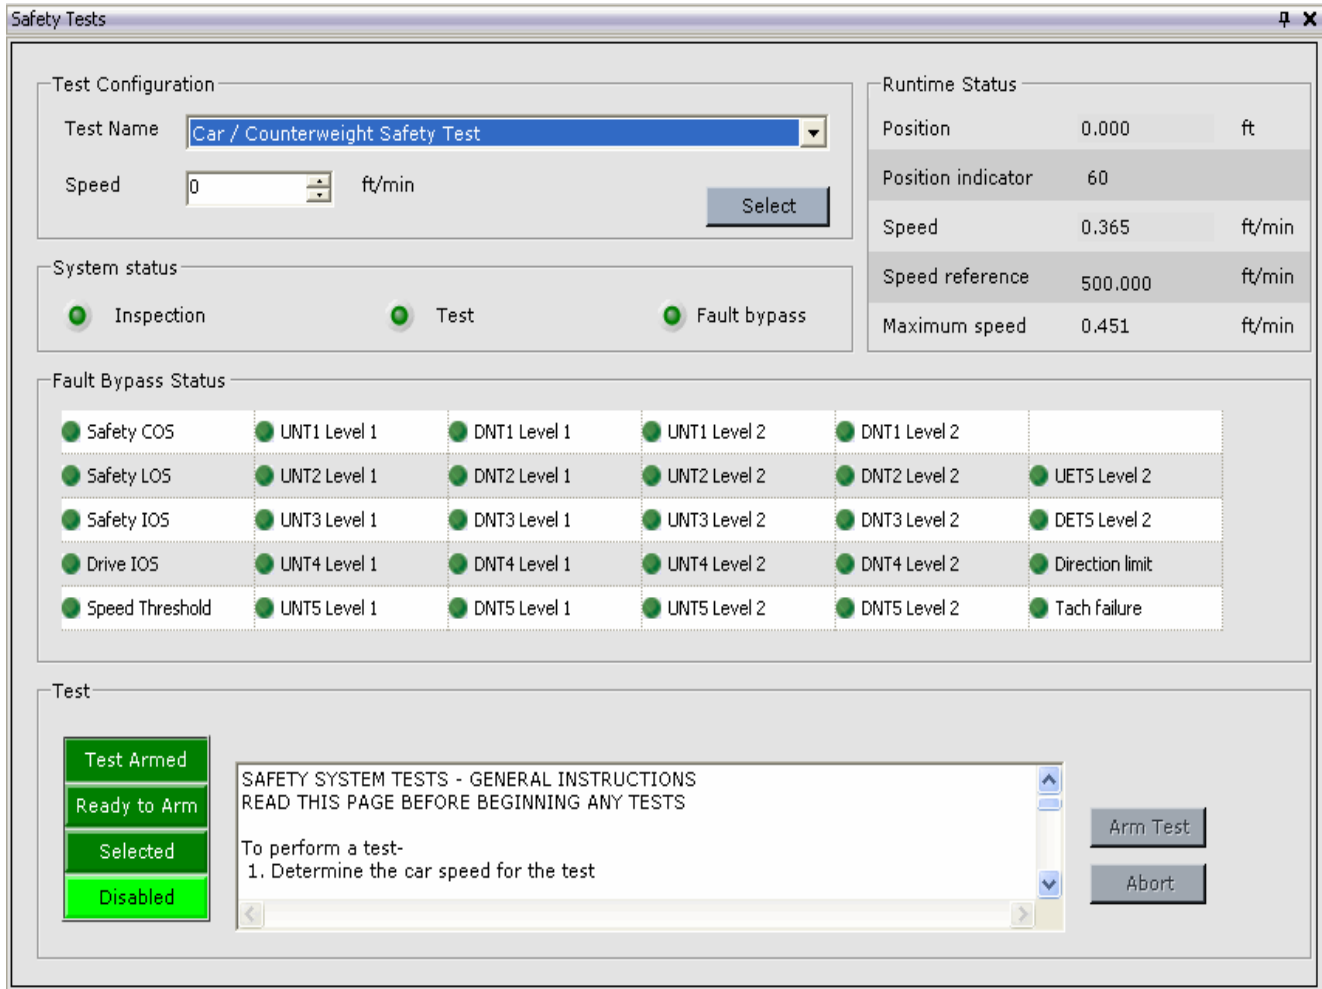 Safety Tests
Test Configuration
Test Name Car / Counterweight Safety Test
Speed 0 ft/min
Select
Runtime Status
Position 0.000 ft
Position indicator 60
Speed 0.365 ft/min
Speed reference 500.000 ft/min
Maximum speed 0.451 ft/min
System status
Inspection Test Fault bypass
Fault Bypass Status
Safety COS UNT1 Level 1 DNT1 Level 1 UNT1 Level 2 DNT1 Level 2
Safety LOS UNT2 Level 1 DNT2 Level 1 UNT2 Level 2 DNT2 Level 2 UETS Level 2
Safety IOS UNT3 Level 1 DNT3 Level 1 UNT3 Level 2 DNT3 Level 2 DETS Level 2
Drive IOS UNT4 Level 1 DNT4 Level 1 UNT4 Level 2 DNT4 Level 2 Direction limit
Speed Threshold UNT5 Level 1 DNT5 Level 1 UNT5 Level 2 DNT5 Level 2 Tach failure
Test
Test Armed
Ready to Arm
Selected
Disabled
SAFETY SYSTEM TESTS - GENERAL INSTRUCTIONS
READ THIS PAGE BEFORE BEGINNING ANY TESTS
To perform a test-
1. Determine the car speed for the test
Arm Test
Abort